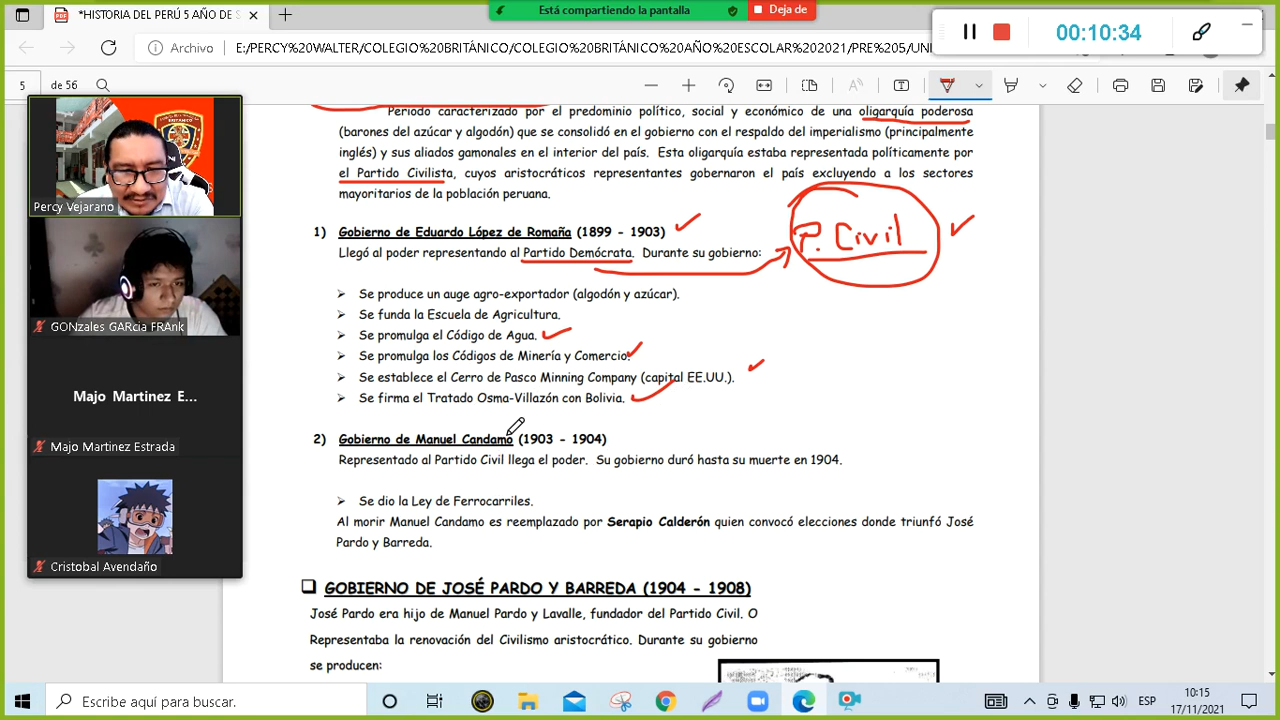 *HISTORIA DEL PERÚ 5 AÑO DE S
Está compartiendo la pantalla
Deja de
Archivo
E:/PERCY%20WALTER/COLEGIO%20BRITÁNICO/COLEGIO%20BRITÁNICO%20AÑO%20ESCOLAR%202021/PRE%205/UN
00:10:34
5
de 56
Periodo caracterizado por el predominio político, social y económico de una oligarquía poderosa
(barones del azúcar y algodón) que se consolidó en el gobierno con el respaldo del imperialismo (principalmente
inglés) y sus aliados gamonales en el interior del país. Esta oligarquía estaba representada políticamente por
el Partido Civilista, cuyos aristocráticos representantes gobernaron el país excluyendo a los sectores
mayoritarios de la población peruana.
1) Gobierno de Eduardo López de Romaña (1899 - 1903)
Llegó al poder representando al Partido Demócrata. Durante su gobierno:
P. Civil
Se produce un auge agro-exportador (algodón y azúcar).
Se funda la Escuela de Agricultura.
Se promulga el Código de Agua.
Se promulga los Códigos de Minería y Comercio.
Se establece el Cerro de Pasco Minning Company (capital EE.UU.).
Se firma el Tratado Osma-Villazón con Bolivia.
2) Gobierno de Manuel Candamo (1903 - 1904)
Representado al Partido Civil llega el poder. Su gobierno duró hasta su muerte en 1904.
Se dio la Ley de Ferrocarriles.
Al morir Manuel Candamo es reemplazado por Serapio Calderón quien convocó elecciones donde triunfó José
Pardo y Barreda.
GOBIERNO DE JOSÉ PARDO Y BARREDA (1904 - 1908)
José Pardo era hijo de Manuel Pardo y Lavalle, fundador del Partido Civil. O
Representaba la renovación del Civilismo aristocrático. Durante su gobierno
se producen:
Percy Vejarano
GONzales GARcia FRAnk
Majo Martinez E...
Majo Martinez Estrada
Cristobal Avendaño
Escribe aquí para buscar.
ESP
10:15
17/11/2021